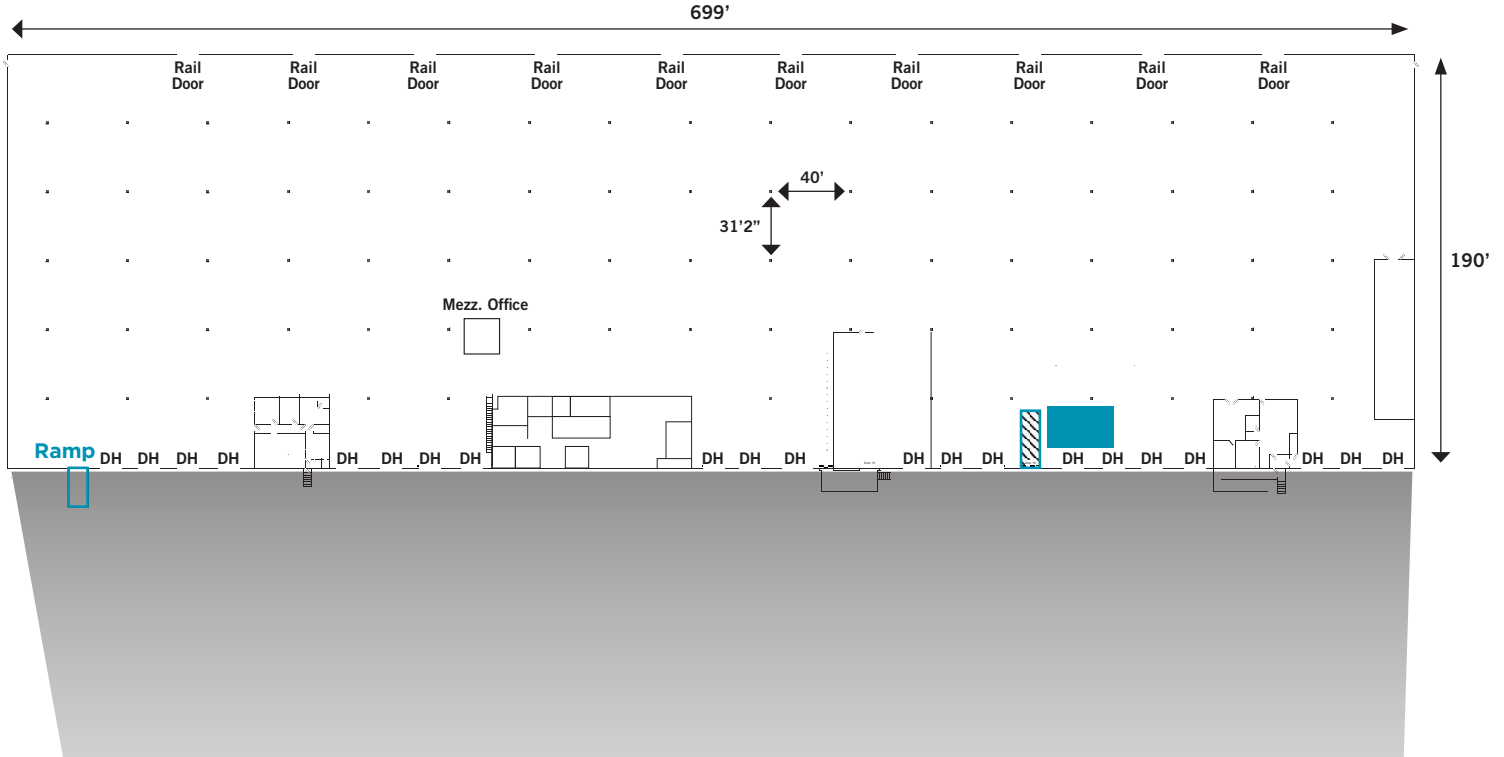 699'
Rail Door
Rail Door
Rail Door
Rail Door
Rail Door
Rail Door
Rail Door
Rail Door
Rail Door
Rail Door
40'
31'2”
190'
Mezz. Office
Ramp
DH DH DH DH DH DH DH DH DH DH DH DH DH DH DH DH DH DH DH DH DH